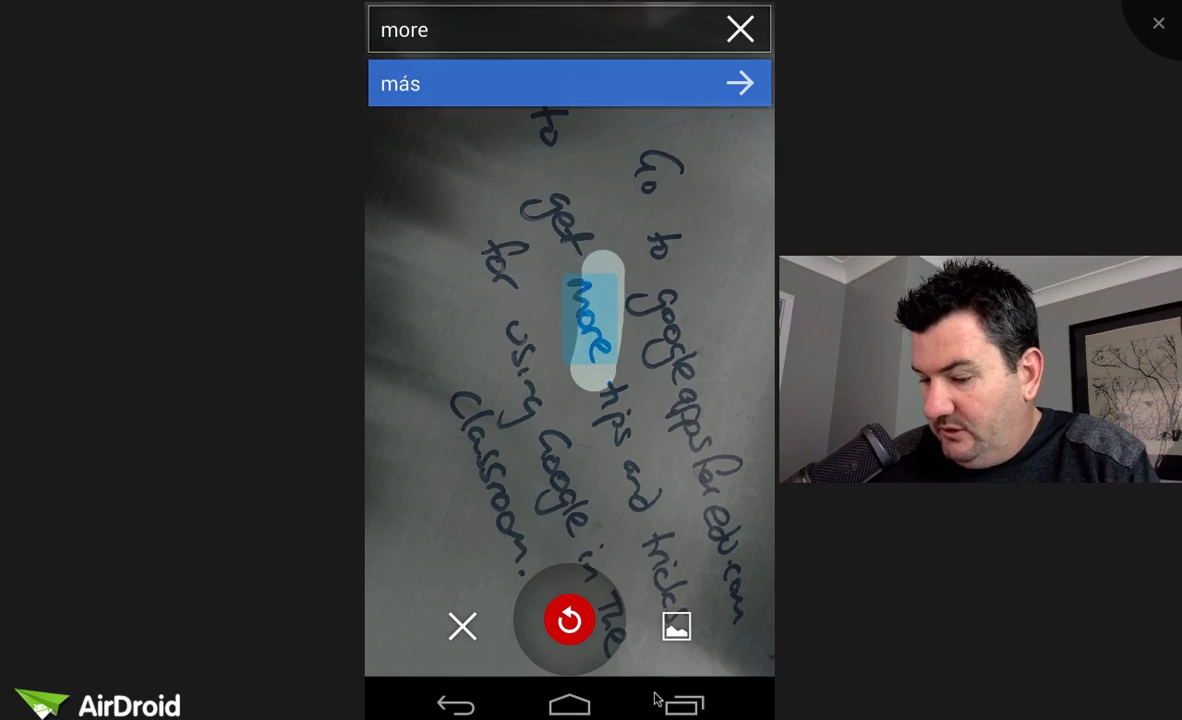 more
más
Go to googleappsforedu.com
to get more tips and tricks
for using Google in The
Classroom.
AirDroid